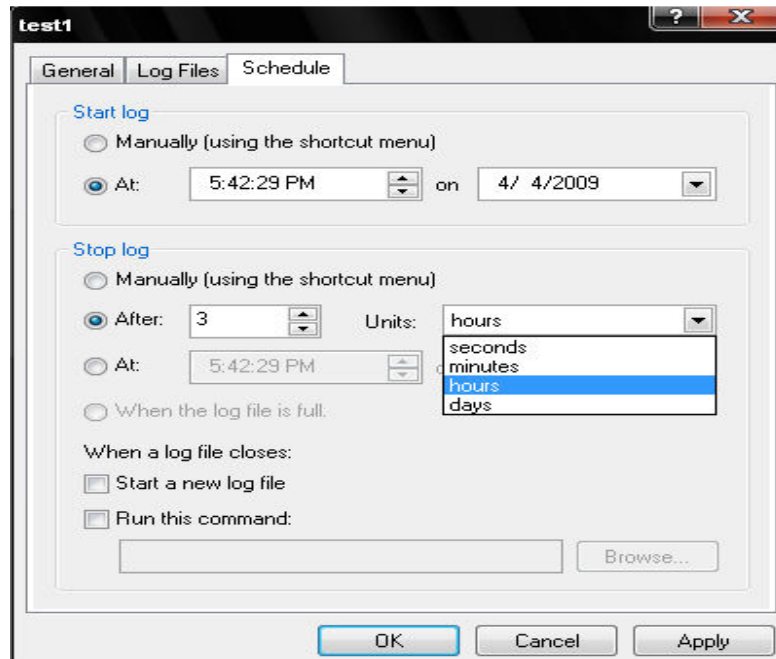 test1
?
X
General Log Files Schedule
Start log
Manually (using the shortcut menu)
At: 5:42:29 PM on 4/ 4/2009
Stop log
Manually (using the shortcut menu)
After: 3 Units: hours
seconds
minutes
hours
days
At: 5:42:29 PM
When the log file is full.
When a log file closes:
Start a new log file
Run this command:
Browse...
OK Cancel Apply